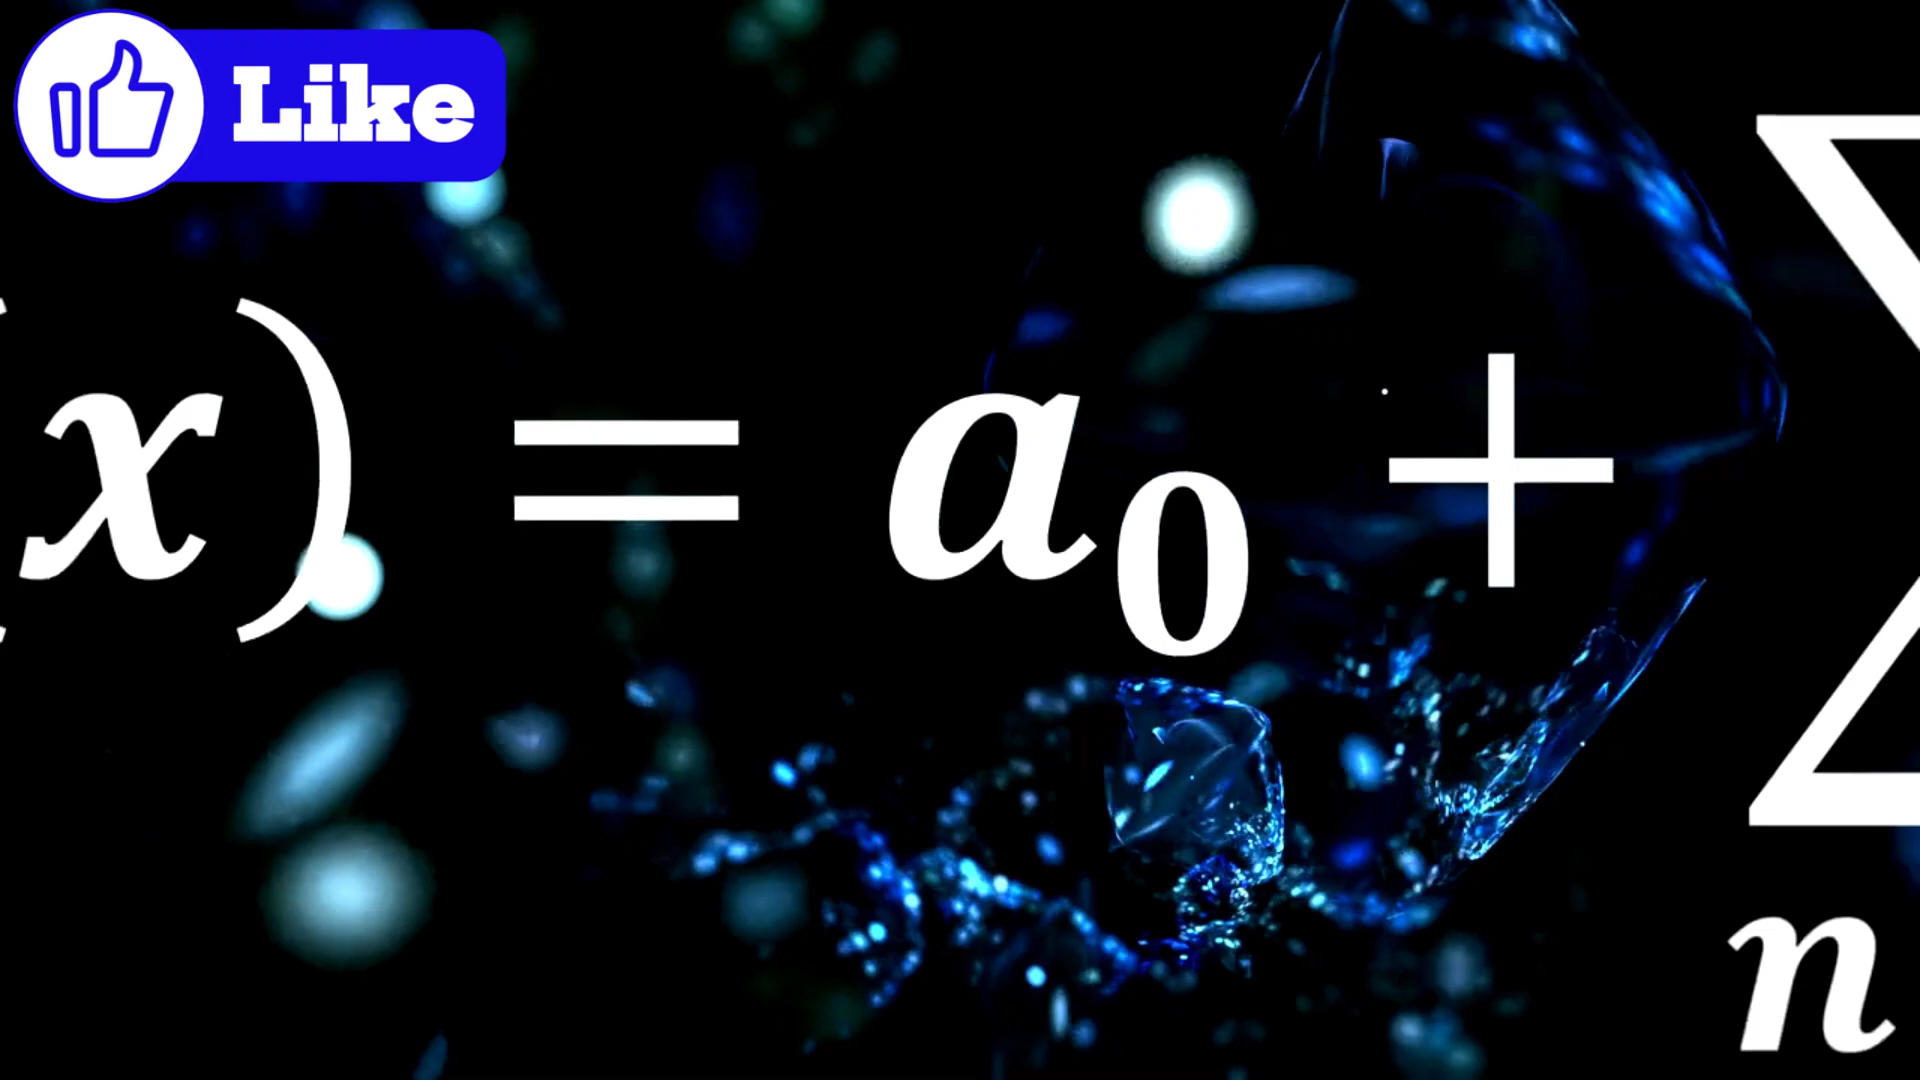 Like
(x) = a₀ + ∑
n